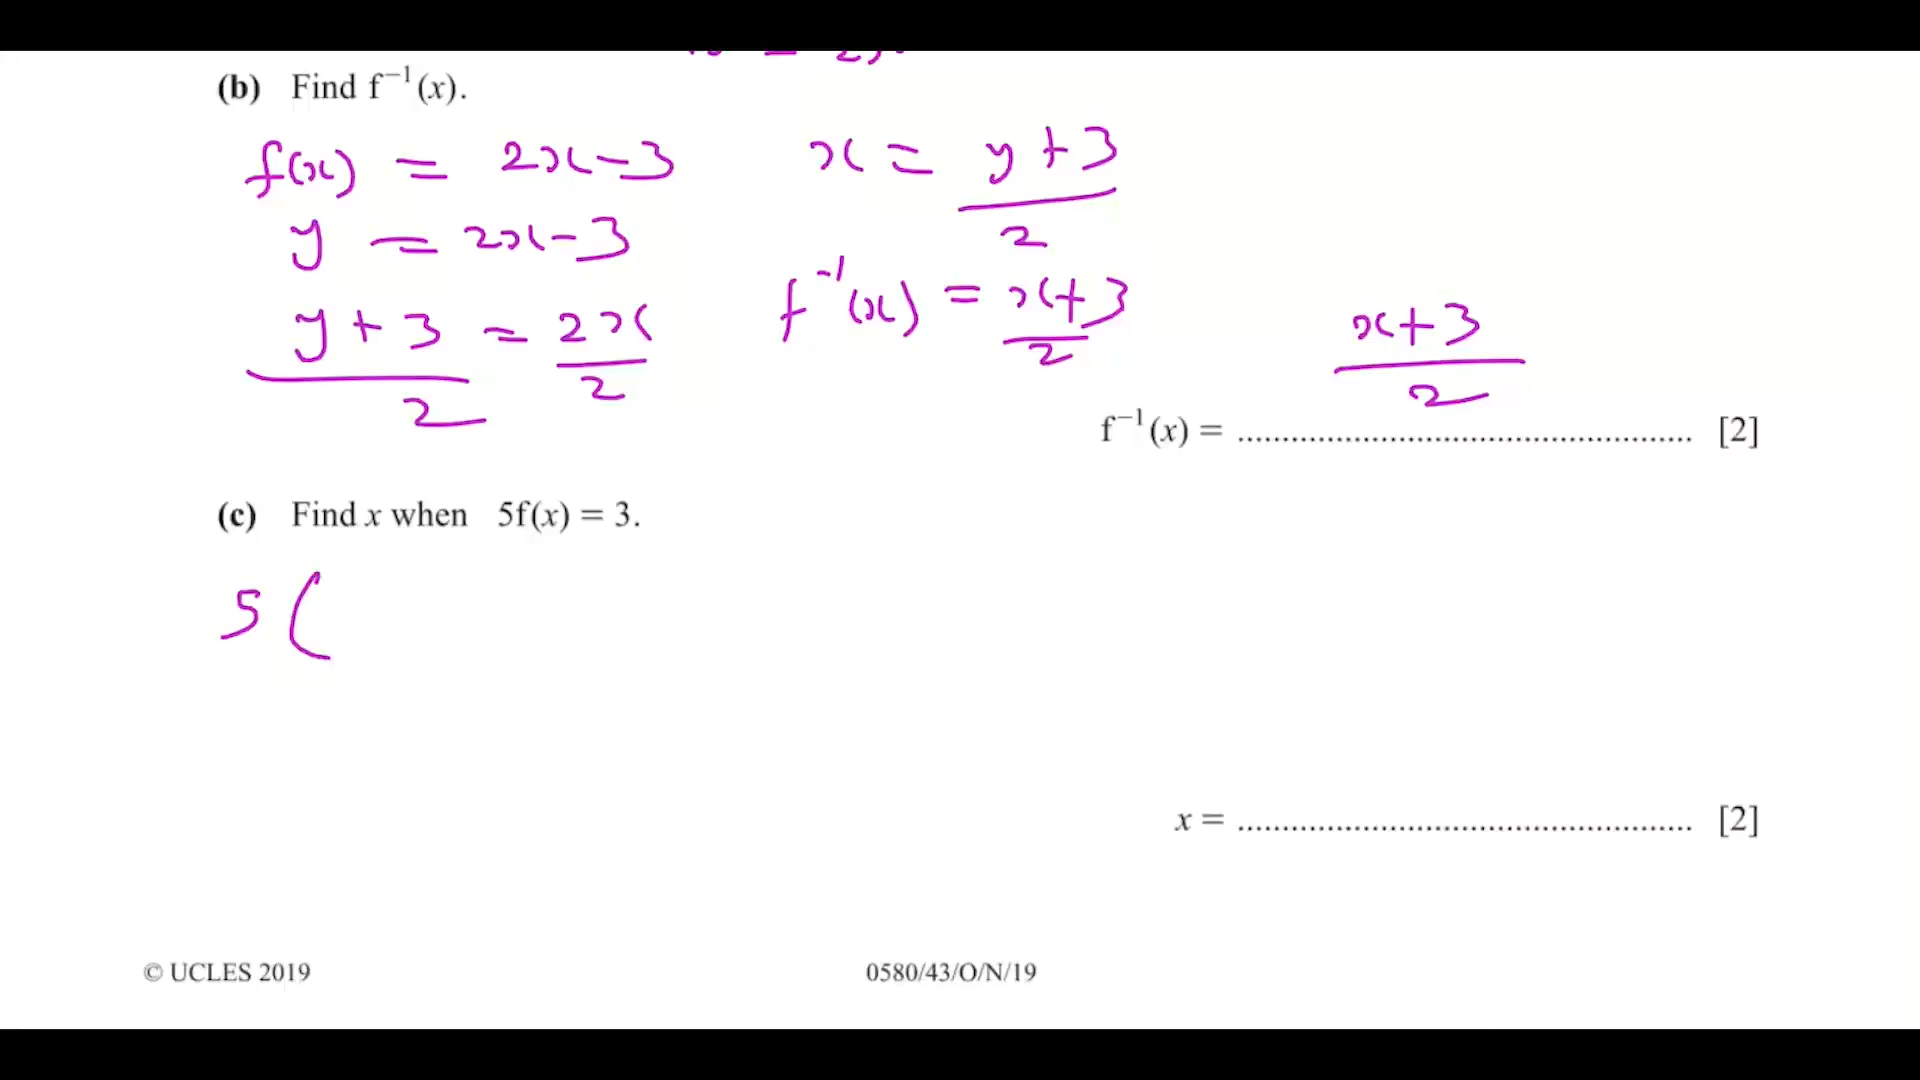 (b) Find f⁻¹(x).
f(x) = 2x-3
y = 2x-3
y+3 = 2x
2 2
x = y+3
2
f⁻¹(x) = x+3
2
x+3
2
f⁻¹(x) = .................................................. [2]
(c) Find x when 5f(x) = 3.
5(
x = .................................................. [2]
© UCLES 2019
0580/43/O/N/19